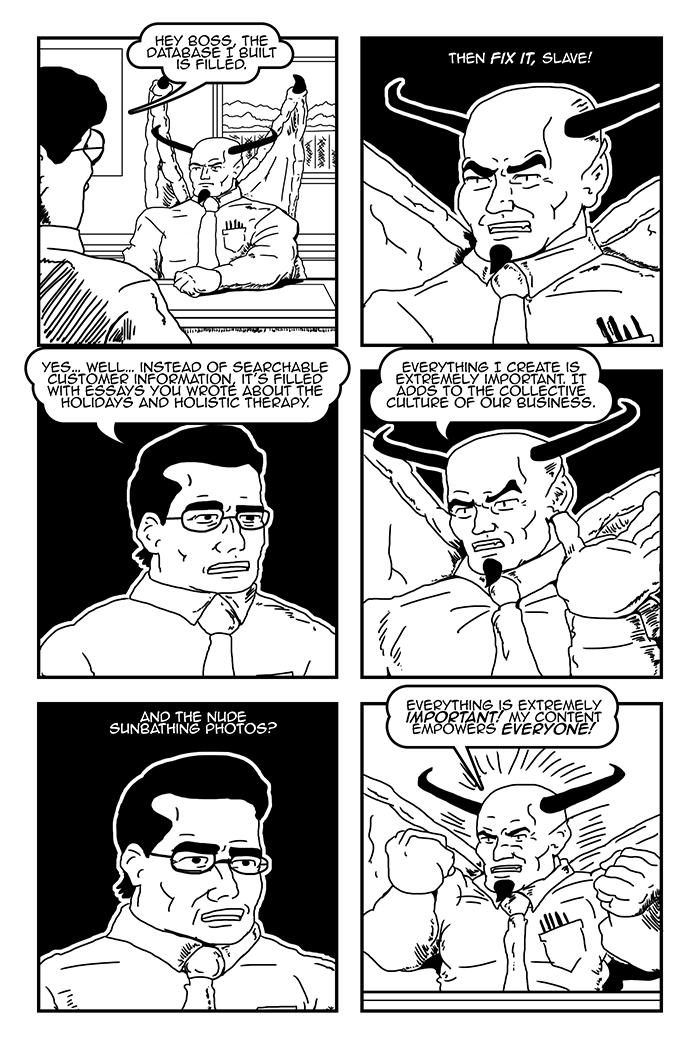 HEY BOSS, THE
DATABASE I BUILT
IS FILLED.
THEN FIX IT, SLAVE!
YES... WELL... INSTEAD OF SEARCHABLE
CUSTOMER INFORMATION, IT'S FILLED
WITH ESSAYS YOU WROTE ABOUT THE
HOLIDAYS AND HOLISTIC THERAPY.
EVERYTHING I CREATE IS
EXTREMELY IMPORTANT. IT
ADDS TO THE COLLECTIVE
CULTURE OF OUR BUSINESS.
AND THE NUDE
SUNBATHING PHOTOS?
EVERYTHING IS EXTREMELY
IMPORTANT! MY CONTENT
EMPOWERS EVERYONE!